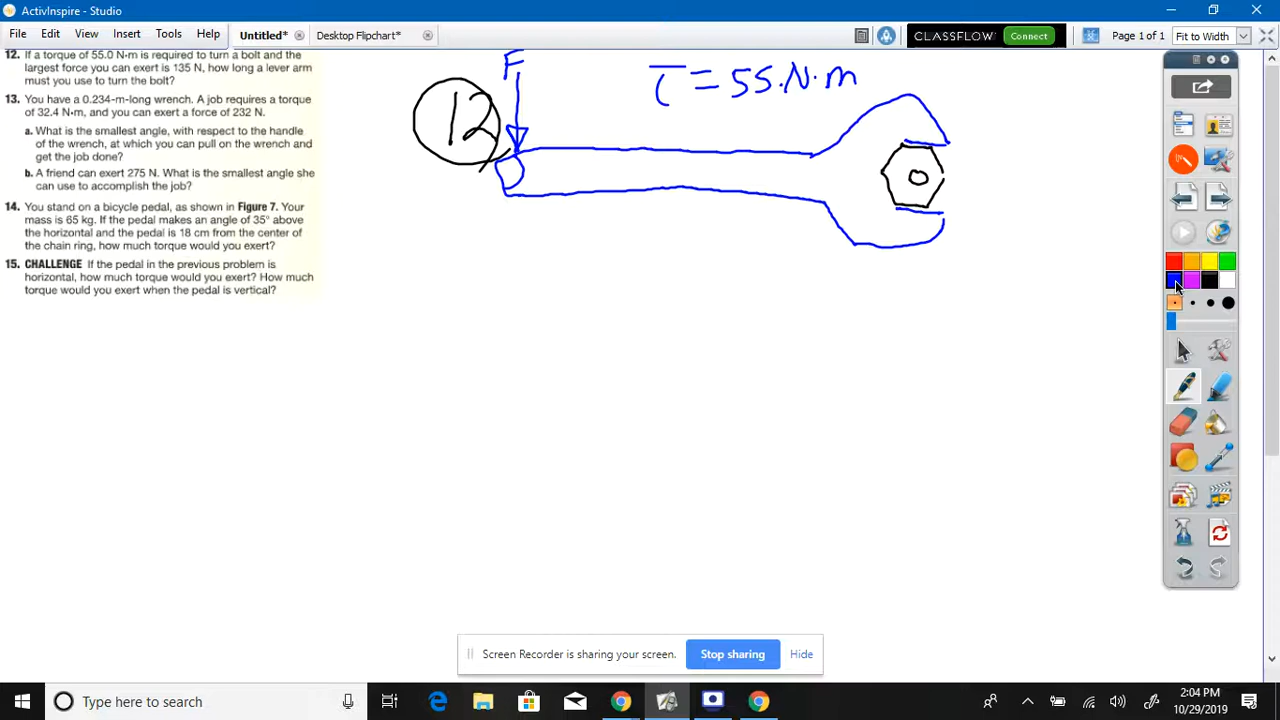 ActivInspire - Studio
File Edit View Insert Tools Help Untitled* Desktop Flipchart* CLASSFLOW Connect Page 1 of 1 Fit to Width
12. If a torque of 55.0 N·m is required to turn a bolt and the
largest force you can exert is 135 N, how long a lever arm
must you use to turn the bolt?
13. You have a 0.234-m-long wrench. A job requires a torque
of 32.4 N·m, and you can exert a force of 232 N.
a. What is the smallest angle, with respect to the handle
of the wrench, at which you can pull on the wrench and
get the job done?
b. A friend can exert 275 N. What is the smallest angle she
can use to accomplish the job?
14. You stand on a bicycle pedal, as shown in Figure 7. Your
mass is 65 kg. If the pedal makes an angle of 35° above
the horizontal and the pedal is 18 cm from the center of
the chain ring, how much torque would you exert?
15. CHALLENGE If the pedal in the previous problem is
horizontal, how much torque would you exert? How much
torque would you exert when the pedal is vertical?
12
F
τ = 55.N·m
Screen Recorder is sharing your screen. Stop sharing Hide
Type here to search
2:04 PM
10/29/2019